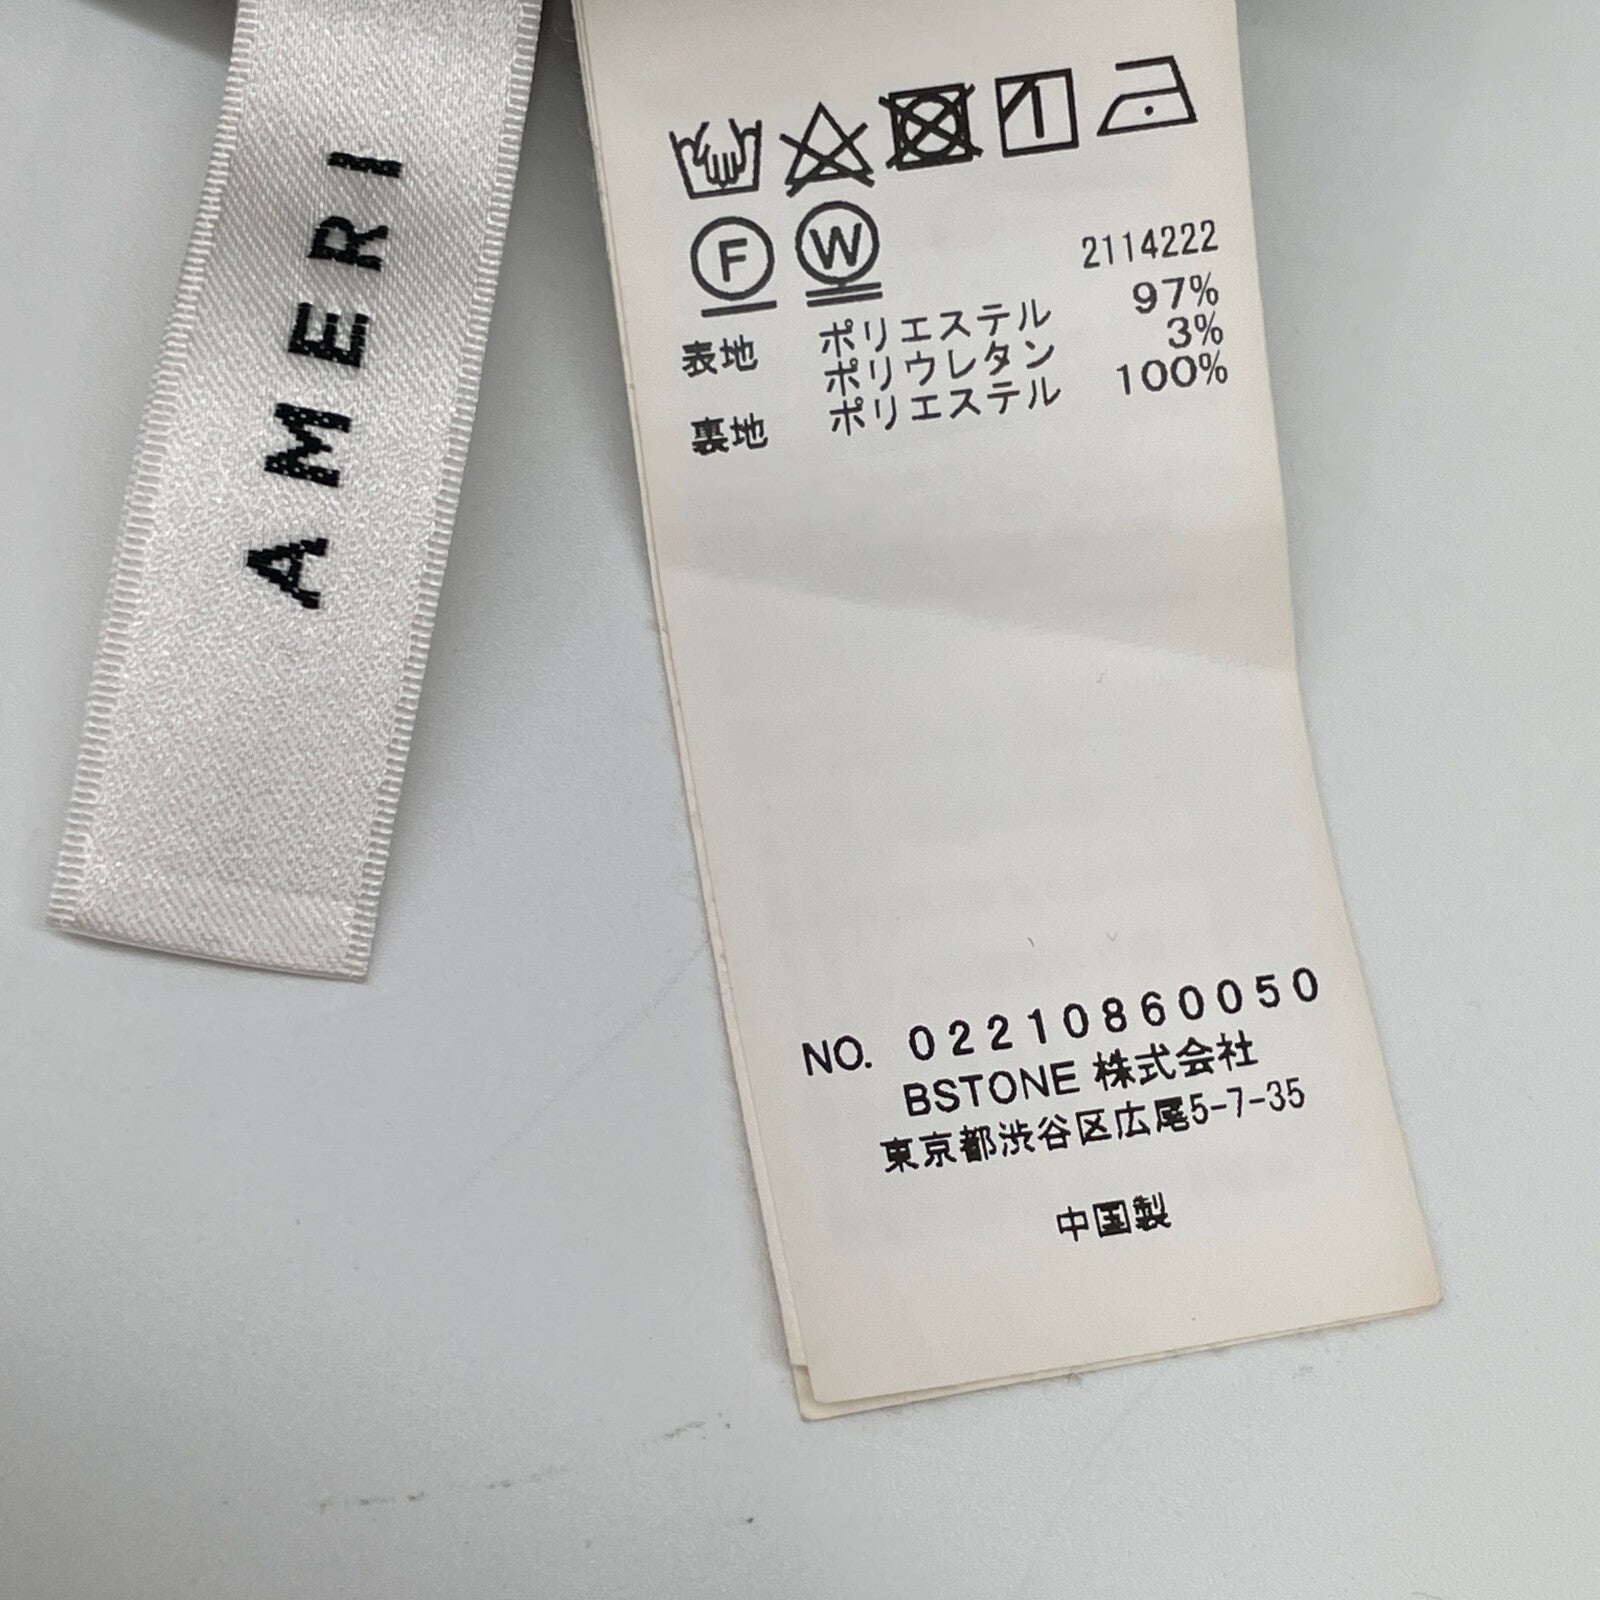 AMERI
F W
2114222
表地 ポリエステル 97%
ポリウレタン 3%
裏地 ポリエステル 100%
NO. 02210860050
BSTONE 株式会社
東京都渋谷区広尾5-7-35
中国製